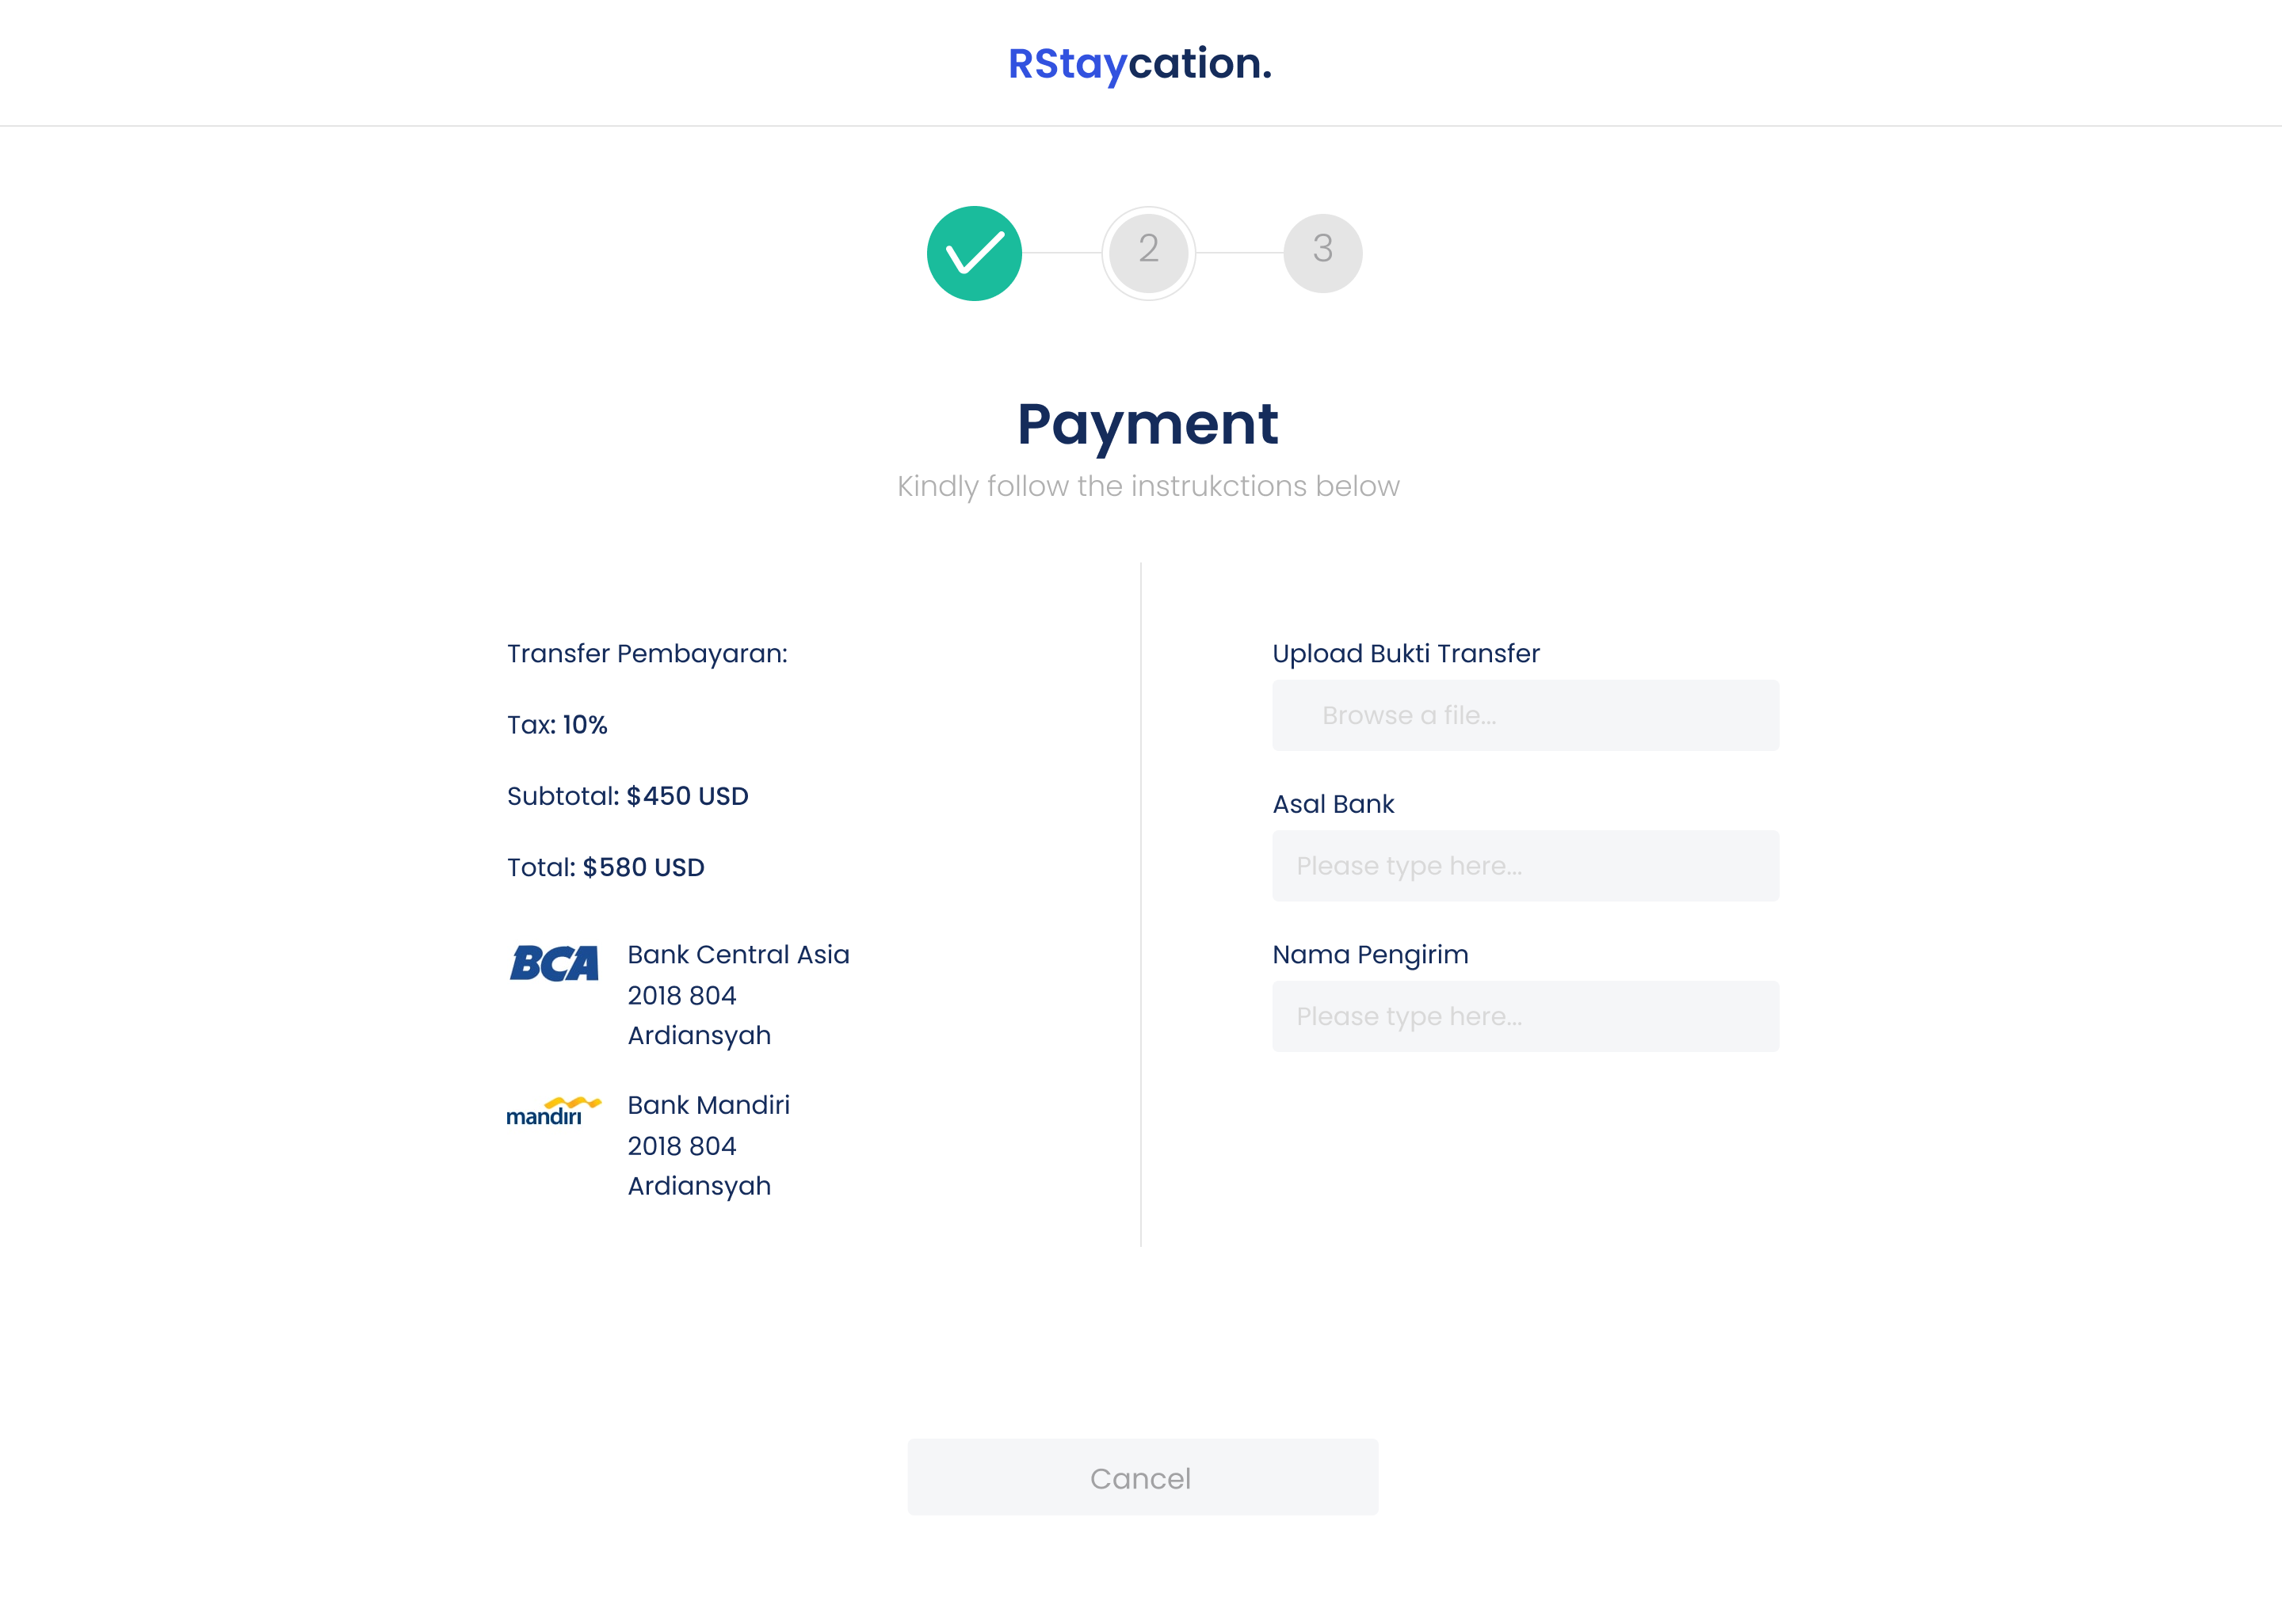 RStaycation.
2
3
Payment
Kindly follow the instrukctions below
Transfer Pembayaran:
Tax: 10%
Subtotal: $450 USD
Total: $580 USD
BCA
Bank Central Asia
2018 804
Ardiansyah
mandiri
Bank Mandiri
2018 804
Ardiansyah
Upload Bukti Transfer
Browse a file...
Asal Bank
Please type here...
Nama Pengirim
Please type here...
Cancel